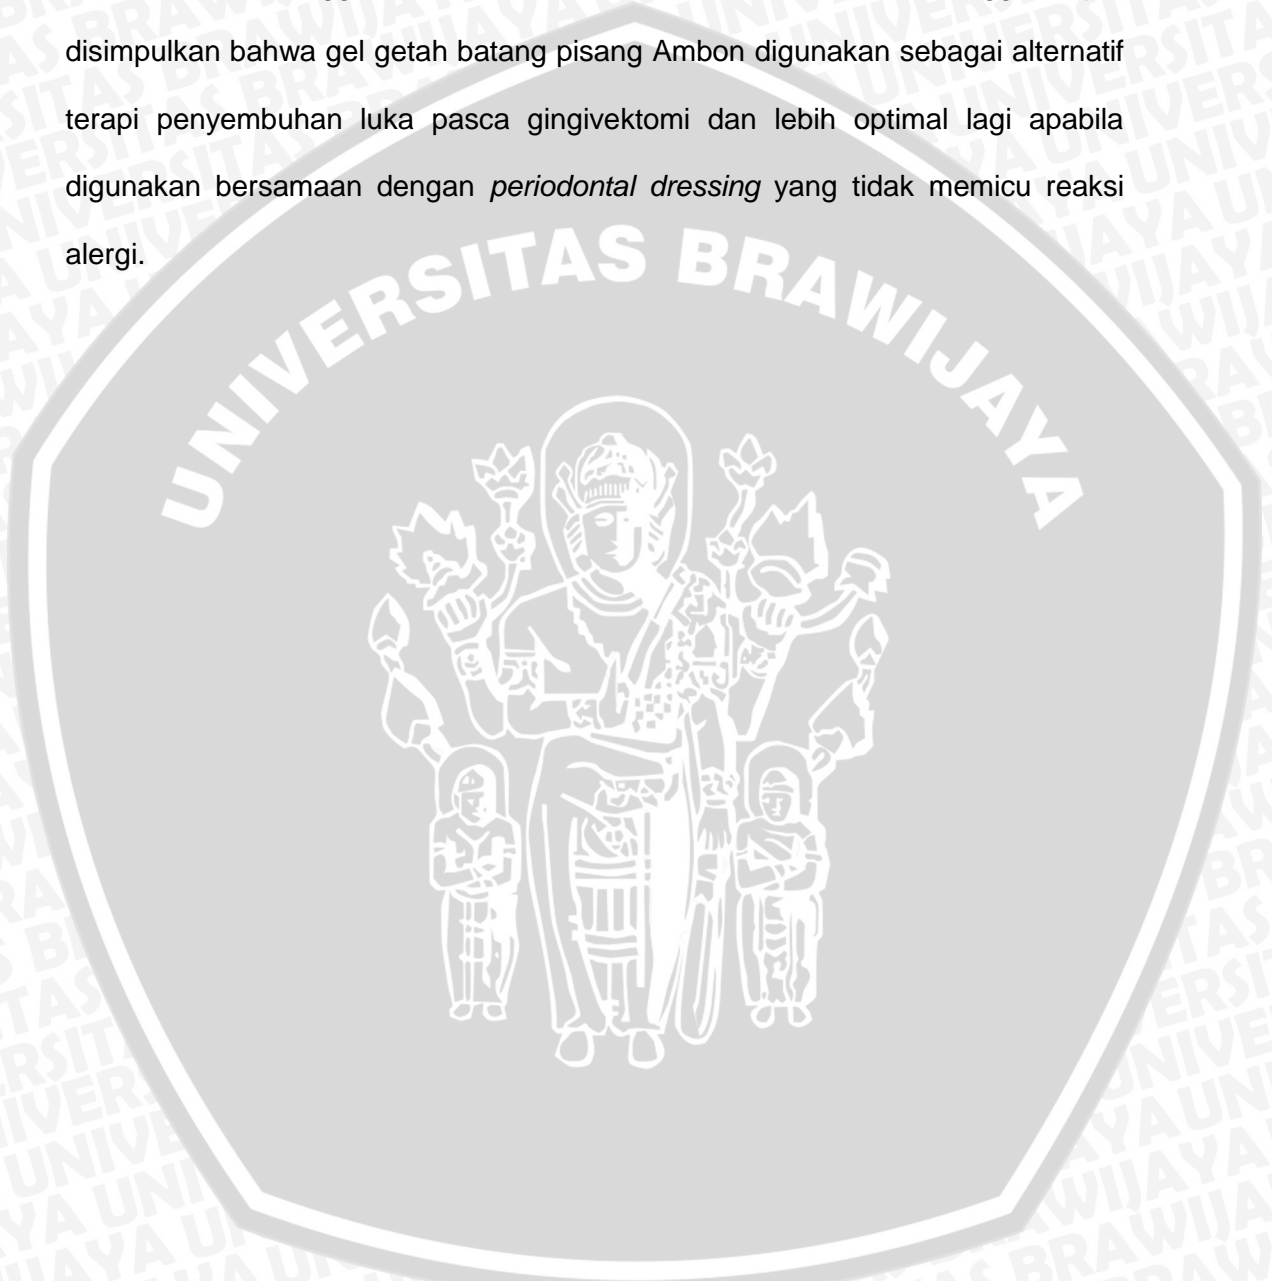 disimpulkan bahwa gel getah batang pisang Ambon digunakan sebagai alternatif
terapi penyembuhan luka pasca gingivektomi dan lebih optimal lagi apabila
digunakan bersamaan dengan periodontal dressing yang tidak memicu reaksi
alergi.
UNIVERSITAS BRAWIJAYA